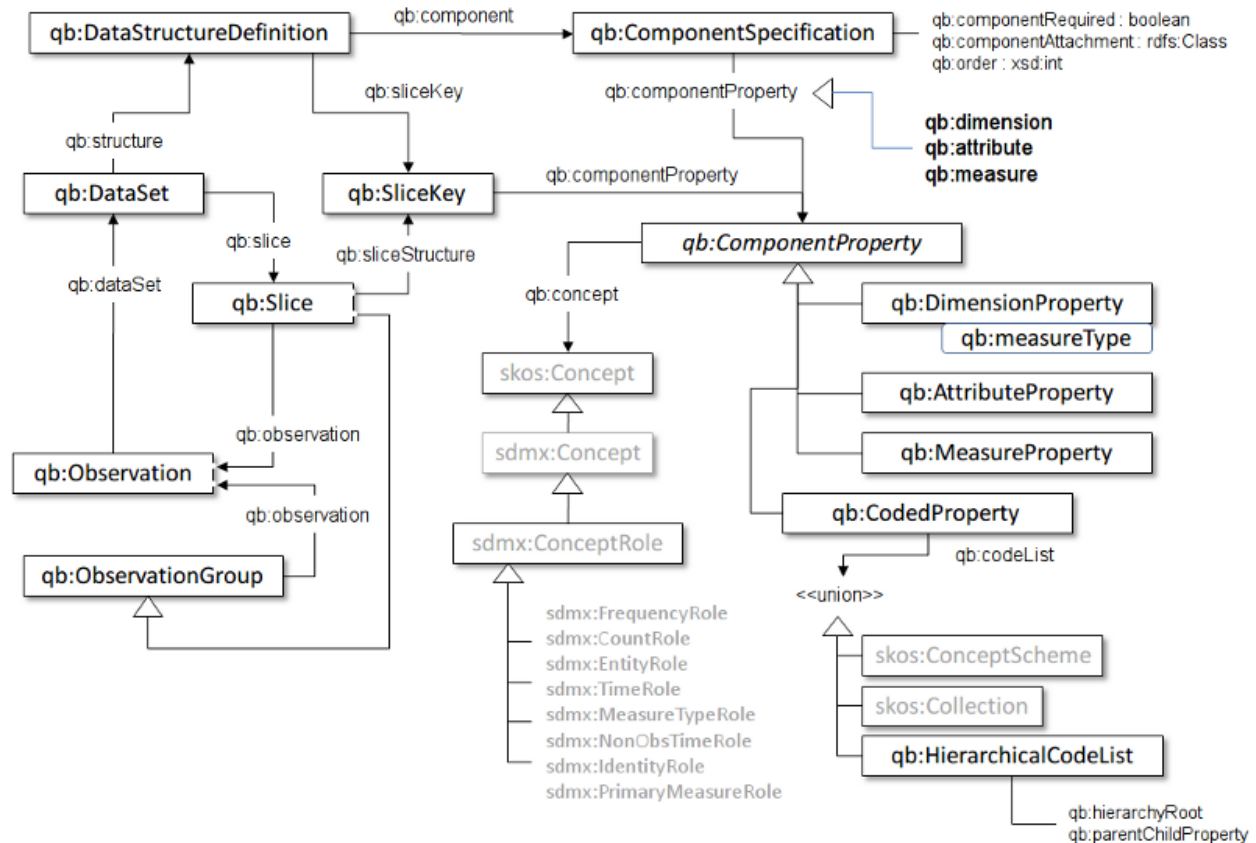 qb:DataStructureDefinition
qb:component
qb:ComponentSpecification
qb:componentRequired : boolean
qb:componentAttachment : rdfs:Class
qb:order : xsd:int
qb:sliceKey
qb:componentProperty
qb:dimension
qb:attribute
qb:measure
qb:structure
qb:DataSet
qb:SliceKey
qb:componentProperty
qb:slice
qb:sliceStructure
qb:ComponentProperty
qb:dataSet
qb:Slice
qb:concept
qb:DimensionProperty
qb:measureType
skos:Concept
qb:AttributeProperty
qb:observation
sdmx:Concept
qb:MeasureProperty
qb:Observation
qb:observation
qb:CodedProperty
sdmx:ConceptRole
qb:codeList
qb:ObservationGroup
<<union>>
sdmx:FrequencyRole
sdmx:CountRole
sdmx:EntityRole
sdmx:TimeRole
sdmx:MeasureTypeRole
sdmx:NonObsTimeRole
sdmx:IdentityRole
sdmx:PrimaryMeasureRole
skos:ConceptScheme
skos:Collection
qb:HierarchicalCodeList
qb:hierarchyRoot
qb:parentChildProperty